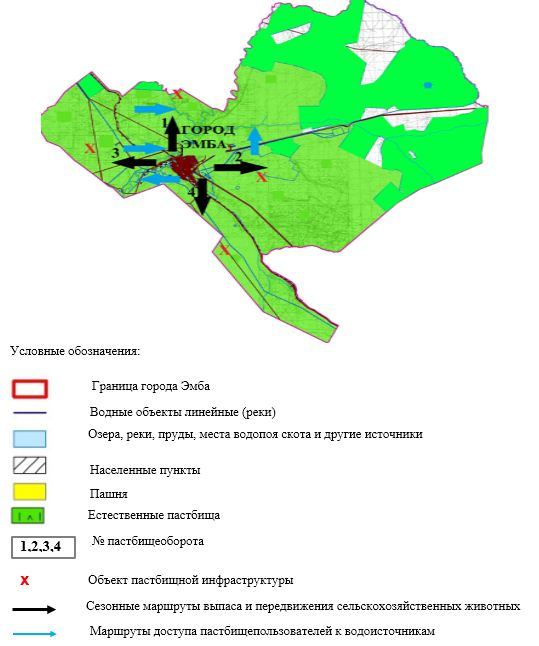 X
1
ГОРОД
ЭМБА
3
X
2
X
4
X
Условные обозначения:
Граница города Эмба
Водные объекты линейные (реки)
Озера, реки, пруды, места водопоя скота и другие источники
Населенные пункты
Пашня
Естественные пастбища
1,2,3,4 № пастбищеоборота
X Объект пастбищной инфраструктуры
Сезонные маршруты выпаса и передвижения сельскохозяйственных животных
Маршруты доступа пастбищепользователей к водоисточникам